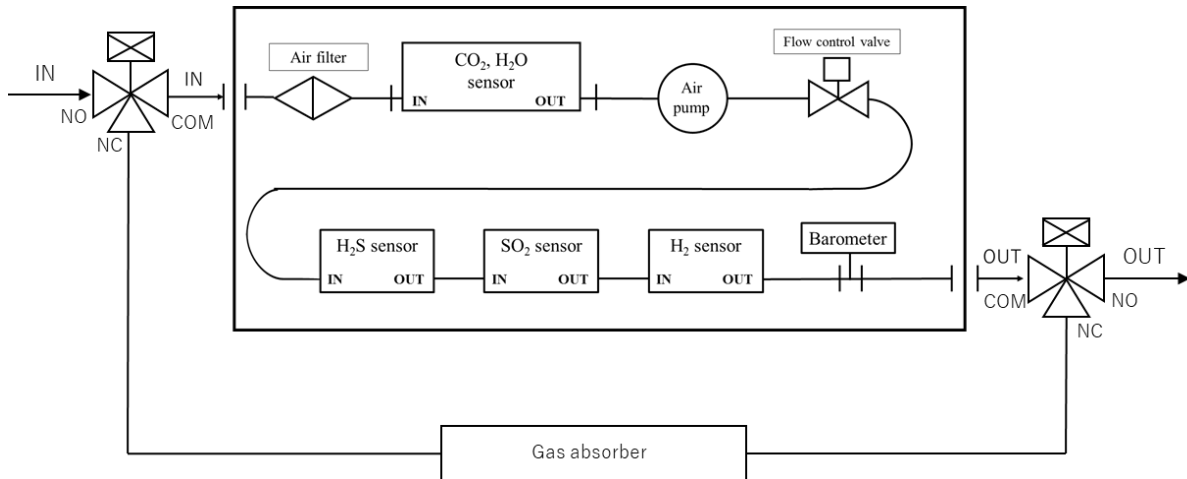 IN
NO
NC
IN
COM
Air filter
CO₂, H₂O
sensor
IN
OUT
Air
pump
Flow control valve
H₂S sensor
IN
OUT
SO₂ sensor
IN
OUT
H₂ sensor
IN
OUT
Barometer
OUT
COM
OUT
NO
NC
Gas absorber